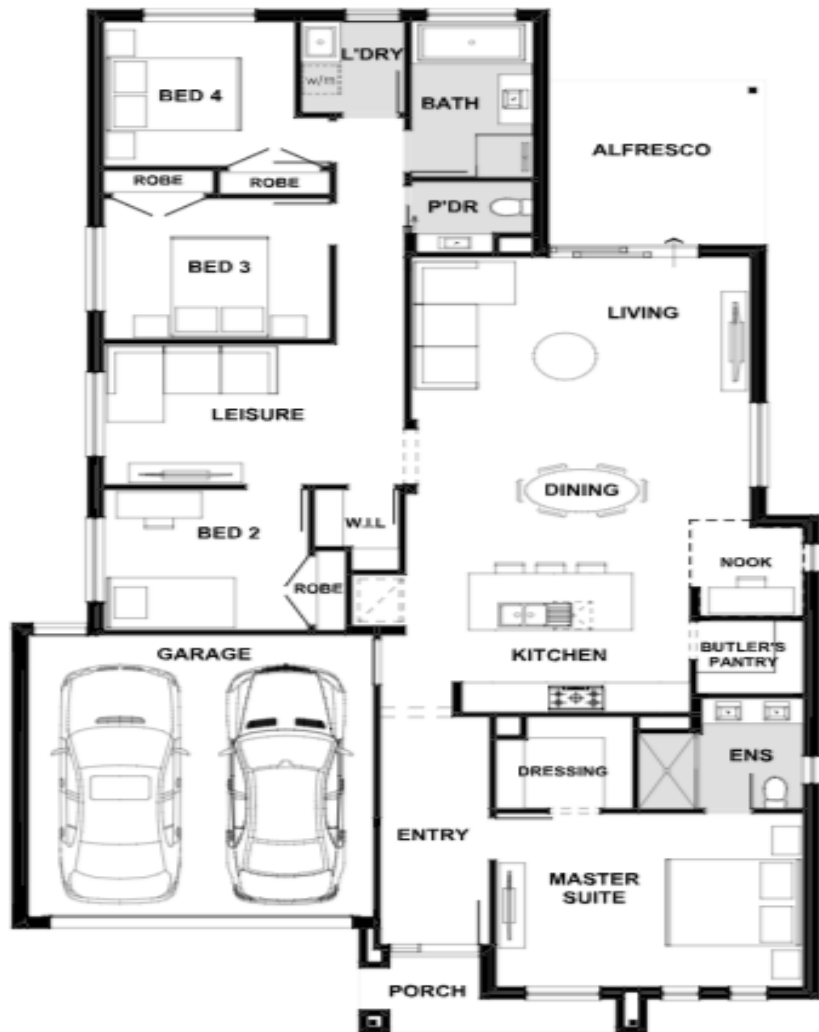 L'DRY
BED 4
w/m
BATH
ALFRESCO
ROBE
ROBE
P'DR
BED 3
LIVING
LEISURE
DINING
W.I.L
BED 2
NOOK
ROBE
GARAGE
KITCHEN
BUTLER'S
PANTRY
ENS
DRESSING
ENTRY
MASTER
SUITE
PORCH